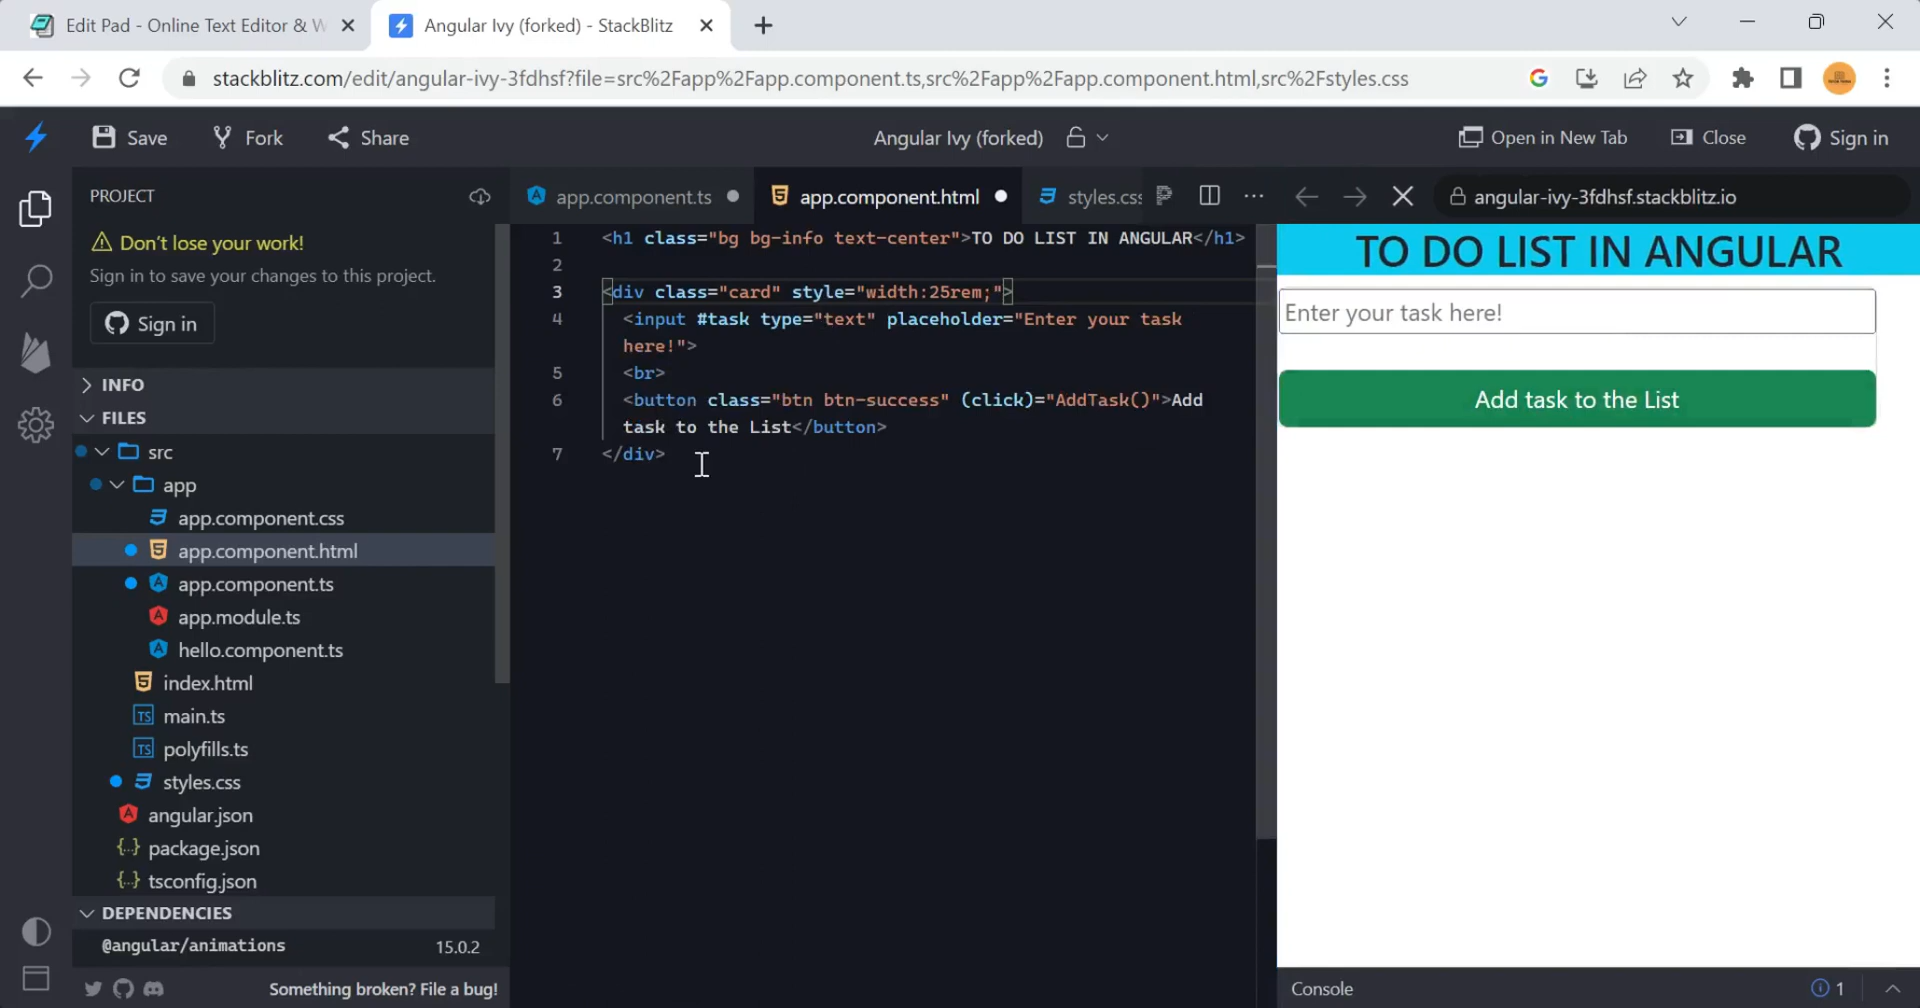 Edit Pad - Online Text Editor & W
Angular Ivy (forked) - StackBlitz
stackblitz.com/edit/angular-ivy-3fdhsf?file=src%2Fapp%2Fapp.component.ts,src%2Fapp%2Fapp.component.html,src%2Fstyles.css
Save
Fork
Share
Angular Ivy (forked)
Open in New Tab
Close
Sign in
PROJECT
Don't lose your work!
Sign in to save your changes to this project.
Sign in
INFO
FILES
src
app
app.component.css
app.component.html
app.component.ts
app.module.ts
hello.component.ts
index.html
main.ts
polyfills.ts
styles.css
angular.json
package.json
tsconfig.json
DEPENDENCIES
@angular/animations 15.0.2
Something broken? File a bug!
app.component.ts
app.component.html
styles.css
1 <h1 class="bg bg-info text-center">TO DO LIST IN ANGULAR</h1>
2
3 <div class="card" style="width:25rem;">
4 <input #task type="text" placeholder="Enter your task
here!">
5 <br>
6 <button class="btn btn-success" (click)="AddTask()">Add
task to the List</button>
7 </div>
angular-ivy-3fdhsf.stackblitz.io
TO DO LIST IN ANGULAR
Enter your task here!
Add task to the List
Console
1